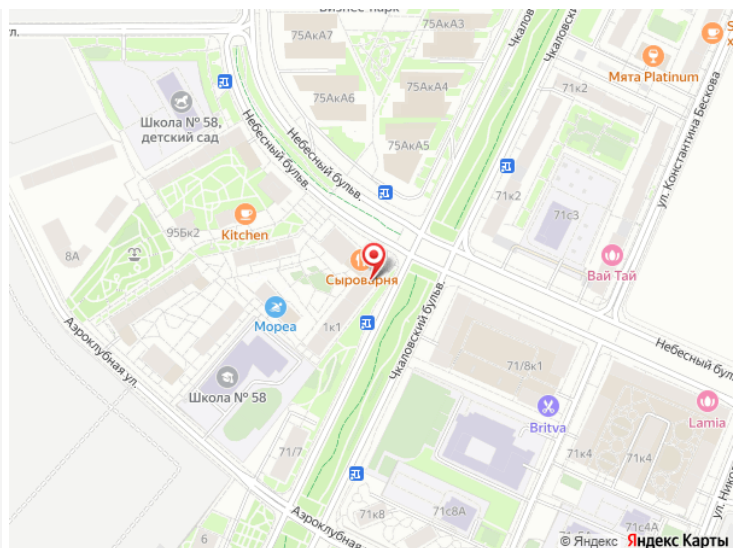 Бизнес-парк
75АкА7
75АкА3
75АкА6
75АкА4
75АкА5
Чкаловский
71к2
Мята Platinum
ул. Константина Бескова
Школа № 58,
детский сад
Небесный бульв.
Небесный бульв.
71к2
71с3
Kitchen
95Бк2
8А
Сыроварня
Вай Тай
Мореа
1к1
Чкаловский бульв.
Небесный бул
Аэроклубная ул.
Школа № 58
71/8к1
Britva
Lamia
71/7
71к4
71к4
71к8
71с8А
71с4А
6
Аэроклубная
ул. Никол
© Яндекс Яндекс Карты